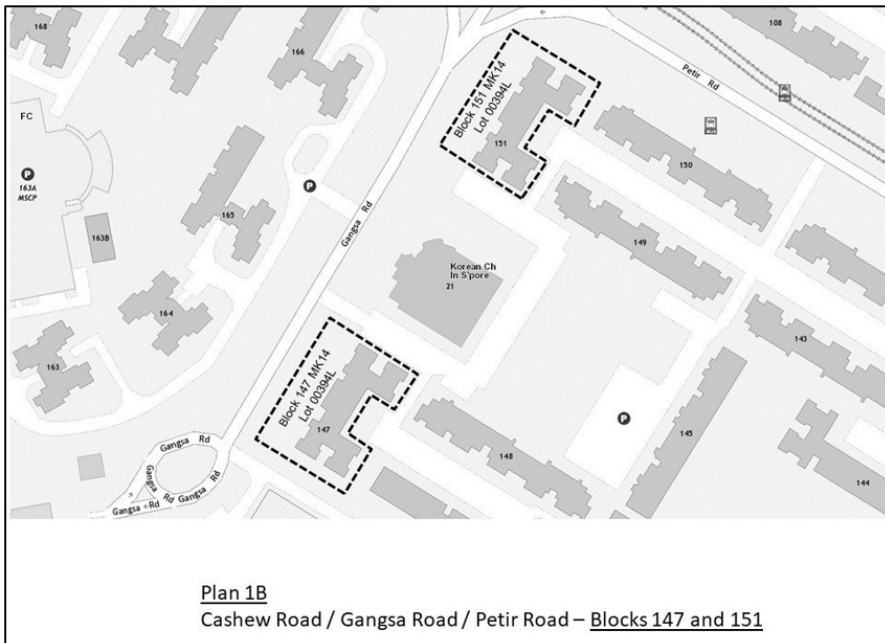 168
166
108
Petir Rd
BUS
BUS
FC
P
163A
MSCP
Block 151 MK14
Lot 00394L
151
150
P
165
163B
Gangsa Rd
149
Korean Ch
In S'pore
21
164
163
Block 147 MK14
Lot 00394L
147
143
P
145
148
144
Gangsa Rd
Gangsa Rd
Gangsa Rd
Gangsa Rd
Plan 1B
Cashew Road / Gangsa Road / Petir Road – Blocks 147 and 151